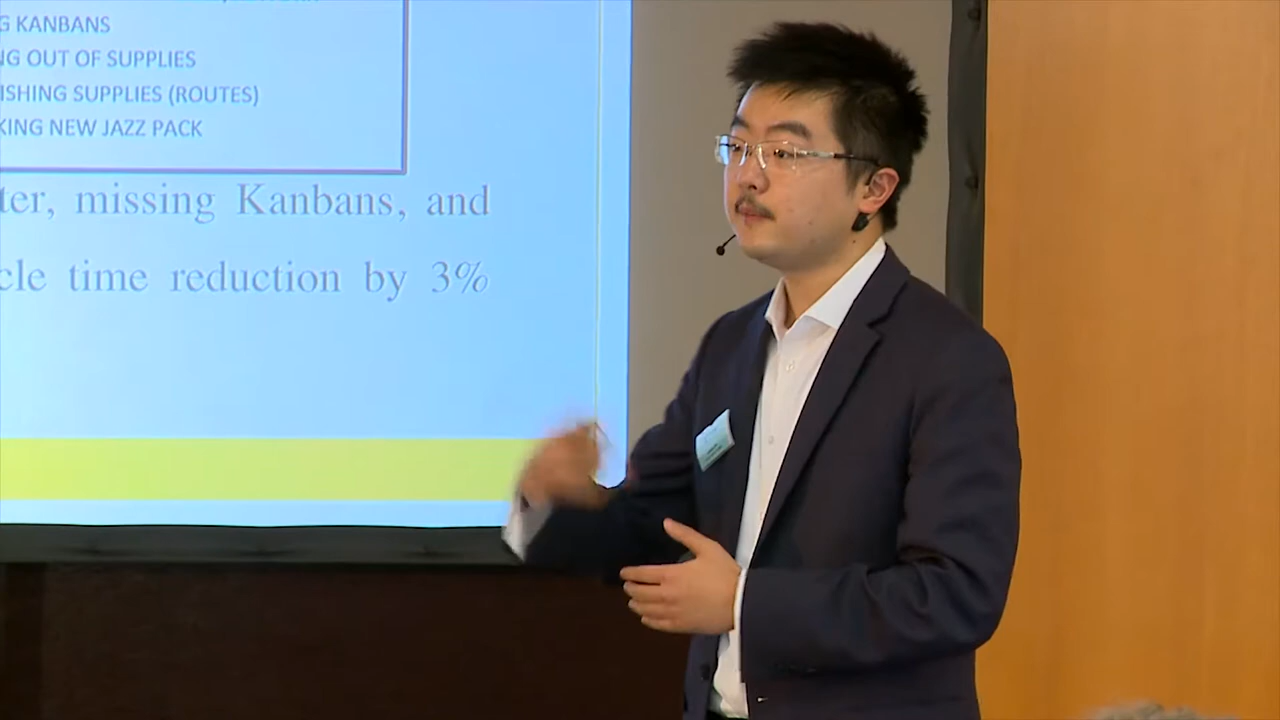 G KANBANS
NG OUT OF SUPPLIES
ISHING SUPPLIES (ROUTES)
KING NEW JAZZ PACK
ter, missing Kanbans, and
cle time reduction by 3%